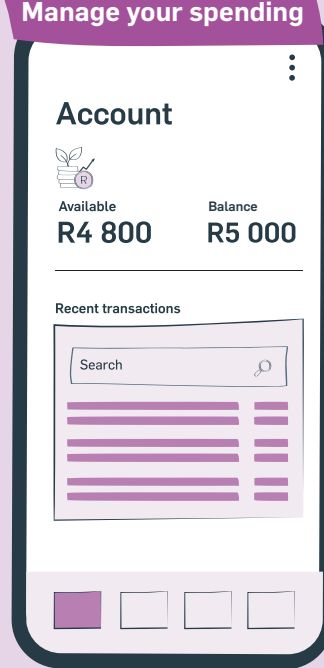 Manage your spending
Account
R
Available Balance
R4 800 R5 000
Recent transactions
Search